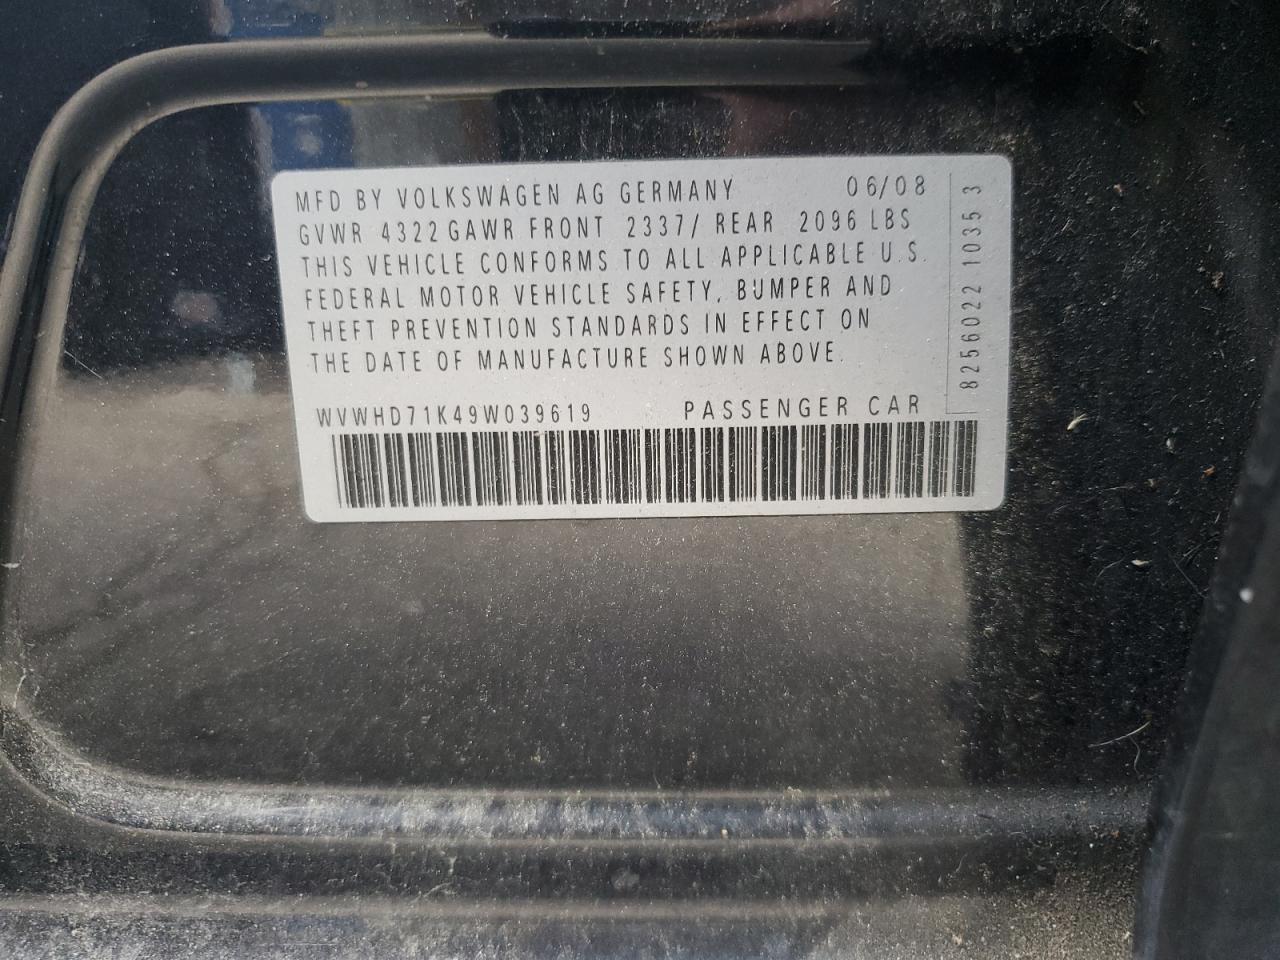 MFD BY VOLKSWAGEN AG GERMANY 06/08
GVWR 4322 GAWR FRONT 2337/ REAR 2096 LBS
THIS VEHICLE CONFORMS TO ALL APPLICABLE U.S.
FEDERAL MOTOR VEHICLE SAFETY, BUMPER AND
THEFT PREVENTION STANDARDS IN EFFECT ON
THE DATE OF MANUFACTURE SHOWN ABOVE.
WVWHD71K49W039619 PASSENGER CAR
8256022 10353 3